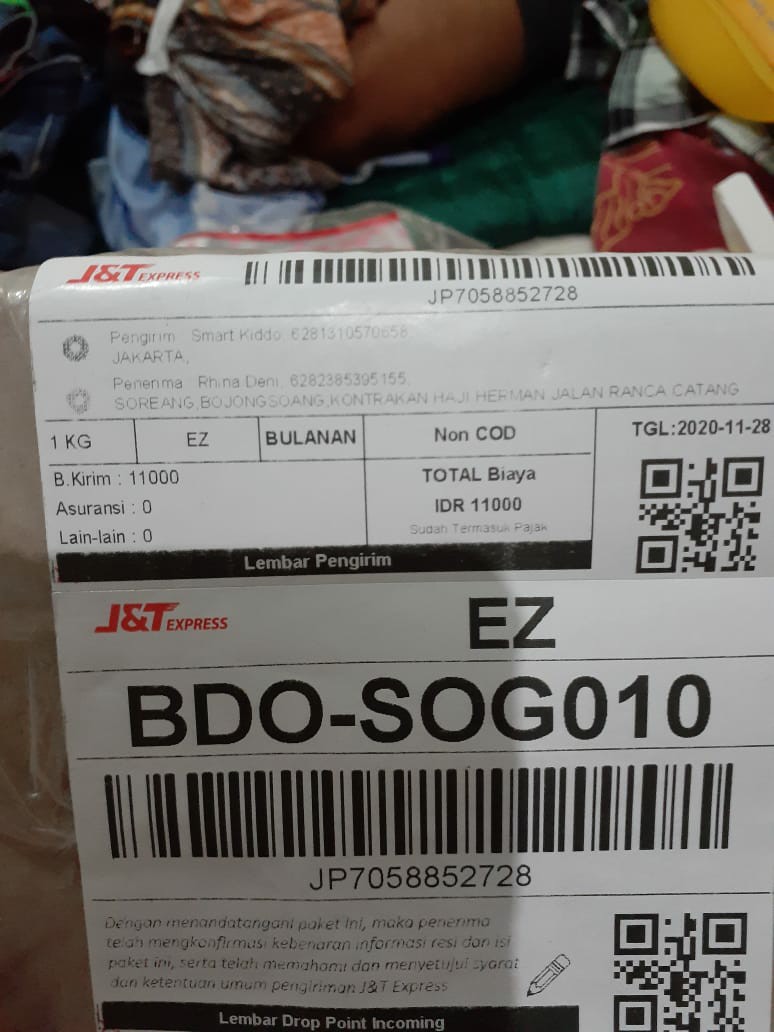 J&T EXPRESS
JP7058852728
Pengirim Smart Kiddo, 6281310570658,
JAKARTA,
Penerima Rhina Deni, 6282385395155,
SOREANG,BOJONGSOANG,KONTRAKAN HAJI HERMAN JALAN RANCA CATANG
1 KG EZ BULANAN Non COD TGL:2020-11-28
B.Kirim : 11000 TOTAL Biaya
Asuransi : 0 IDR 11000
Lain-lain : 0 Sudah Termasuk Pajak
Lembar Pengirim
J&T EXPRESS EZ
BDO-SOG010
JP7058852728
Dengan menandatangani paket ini, maka penerima
telah mengkonfirmasi kebenaran informasi resi dan isi
paket ini, serta telah memahami dan menyetujui syarat
dan ketentuan umum pengiriman J&T Express
Lembar Drop Point Incoming